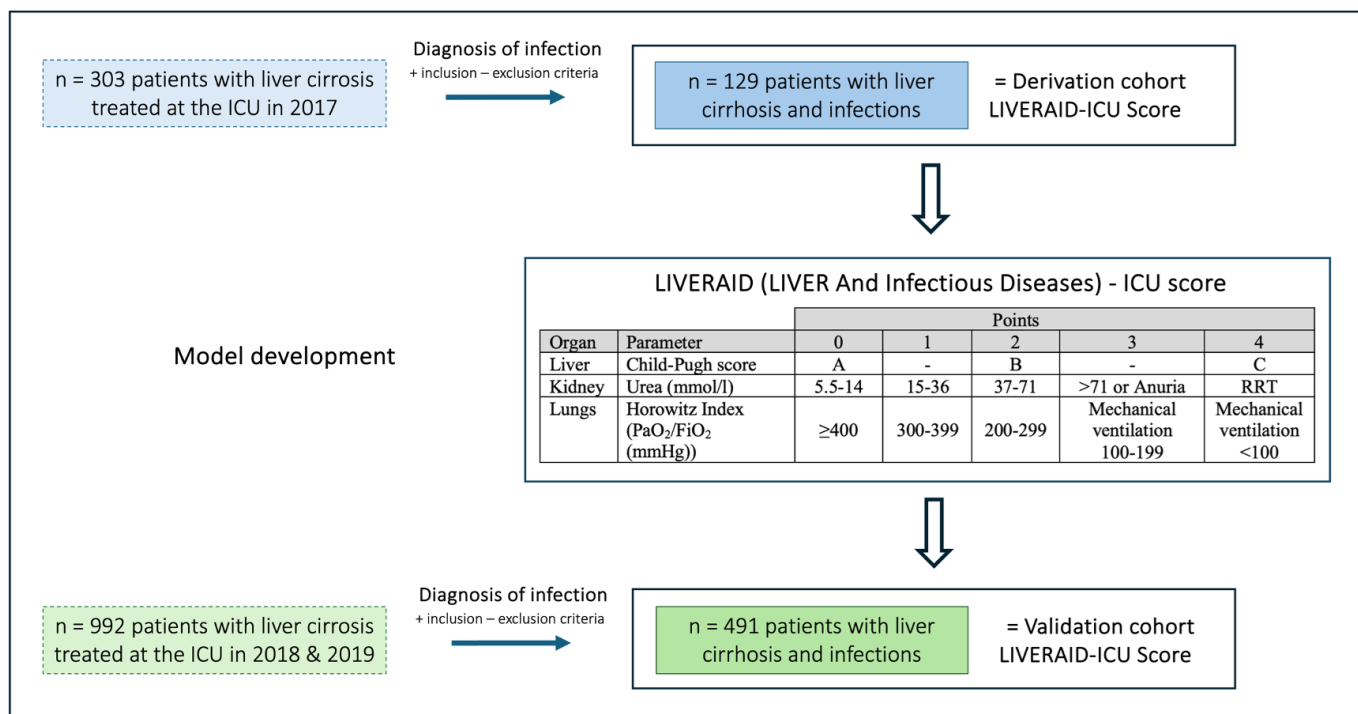 n = 303 patients with liver cirrosis
treated at the ICU in 2017
Diagnosis of infection
+ inclusion – exclusion criteria
n = 129 patients with liver
cirrhosis and infections
= Derivation cohort
LIVERAID-ICU Score
Model development
LIVERAID (LIVER And Infectious Diseases) - ICU score
Points
Organ Parameter 0 1 2 3 4
Liver Child-Pugh score A - B - C
Kidney Urea (mmol/l) 5.5-14 15-36 37-71 >71 or Anuria RRT
Lungs Horowitz Index Mechanical Mechanical
(PaO₂/FiO₂ ≥400 300-399 200-299 ventilation ventilation
(mmHg)) 100-199 <100
n = 992 patients with liver cirrosis
treated at the ICU in 2018 & 2019
Diagnosis of infection
+ inclusion – exclusion criteria
n = 491 patients with liver
cirrhosis and infections
= Validation cohort
LIVERAID-ICU Score